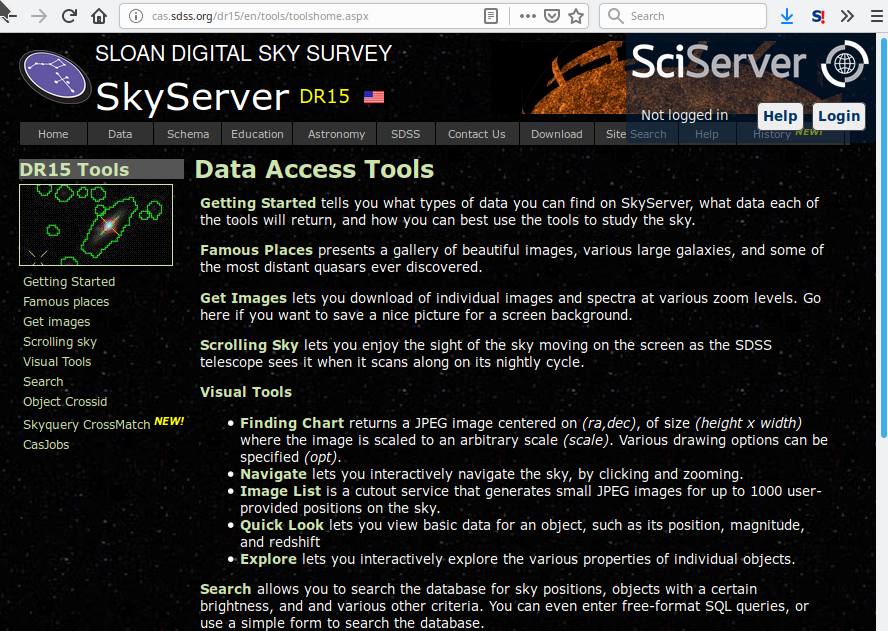 cas.sdss.org/dr15/en/tools/toolshome.aspx
Search
S!
SLOAN DIGITAL SKY SURVEY
SkyServer DR15
SciServer
Not logged in Help Login
Home Data Schema Education Astronomy SDSS Contact Us Download Site Search Help History NEW!
DR15 Tools
Getting Started
Famous places
Get images
Scrolling sky
Visual Tools
Search
Object Crossid
Skyquery CrossMatch NEW!
CasJobs
Data Access Tools
Getting Started tells you what types of data you can find on SkyServer, what data each of
the tools will return, and how you can best use the tools to study the sky.
Famous Places presents a gallery of beautiful images, various large galaxies, and some of
the most distant quasars ever discovered.
Get Images lets you download of individual images and spectra at various zoom levels. Go
here if you want to save a nice picture for a screen background.
Scrolling Sky lets you enjoy the sight of the sky moving on the screen as the SDSS
telescope sees it when it scans along on its nightly cycle.
Visual Tools
• Finding Chart returns a JPEG image centered on (ra,dec), of size (height x width)
where the image is scaled to an arbitrary scale (scale). Various drawing options can be
specified (opt).
• Navigate lets you interactively navigate the sky, by clicking and zooming.
• Image List is a cutout service that generates small JPEG images for up to 1000 user-
provided positions on the sky.
• Quick Look lets you view basic data for an object, such as its position, magnitude,
and redshift
• Explore lets you interactively explore the various properties of individual objects.
Search allows you to search the database for sky positions, objects with a certain
brightness, and and various other criteria. You can even enter free-format SQL queries, or
use a simple form to search the database.